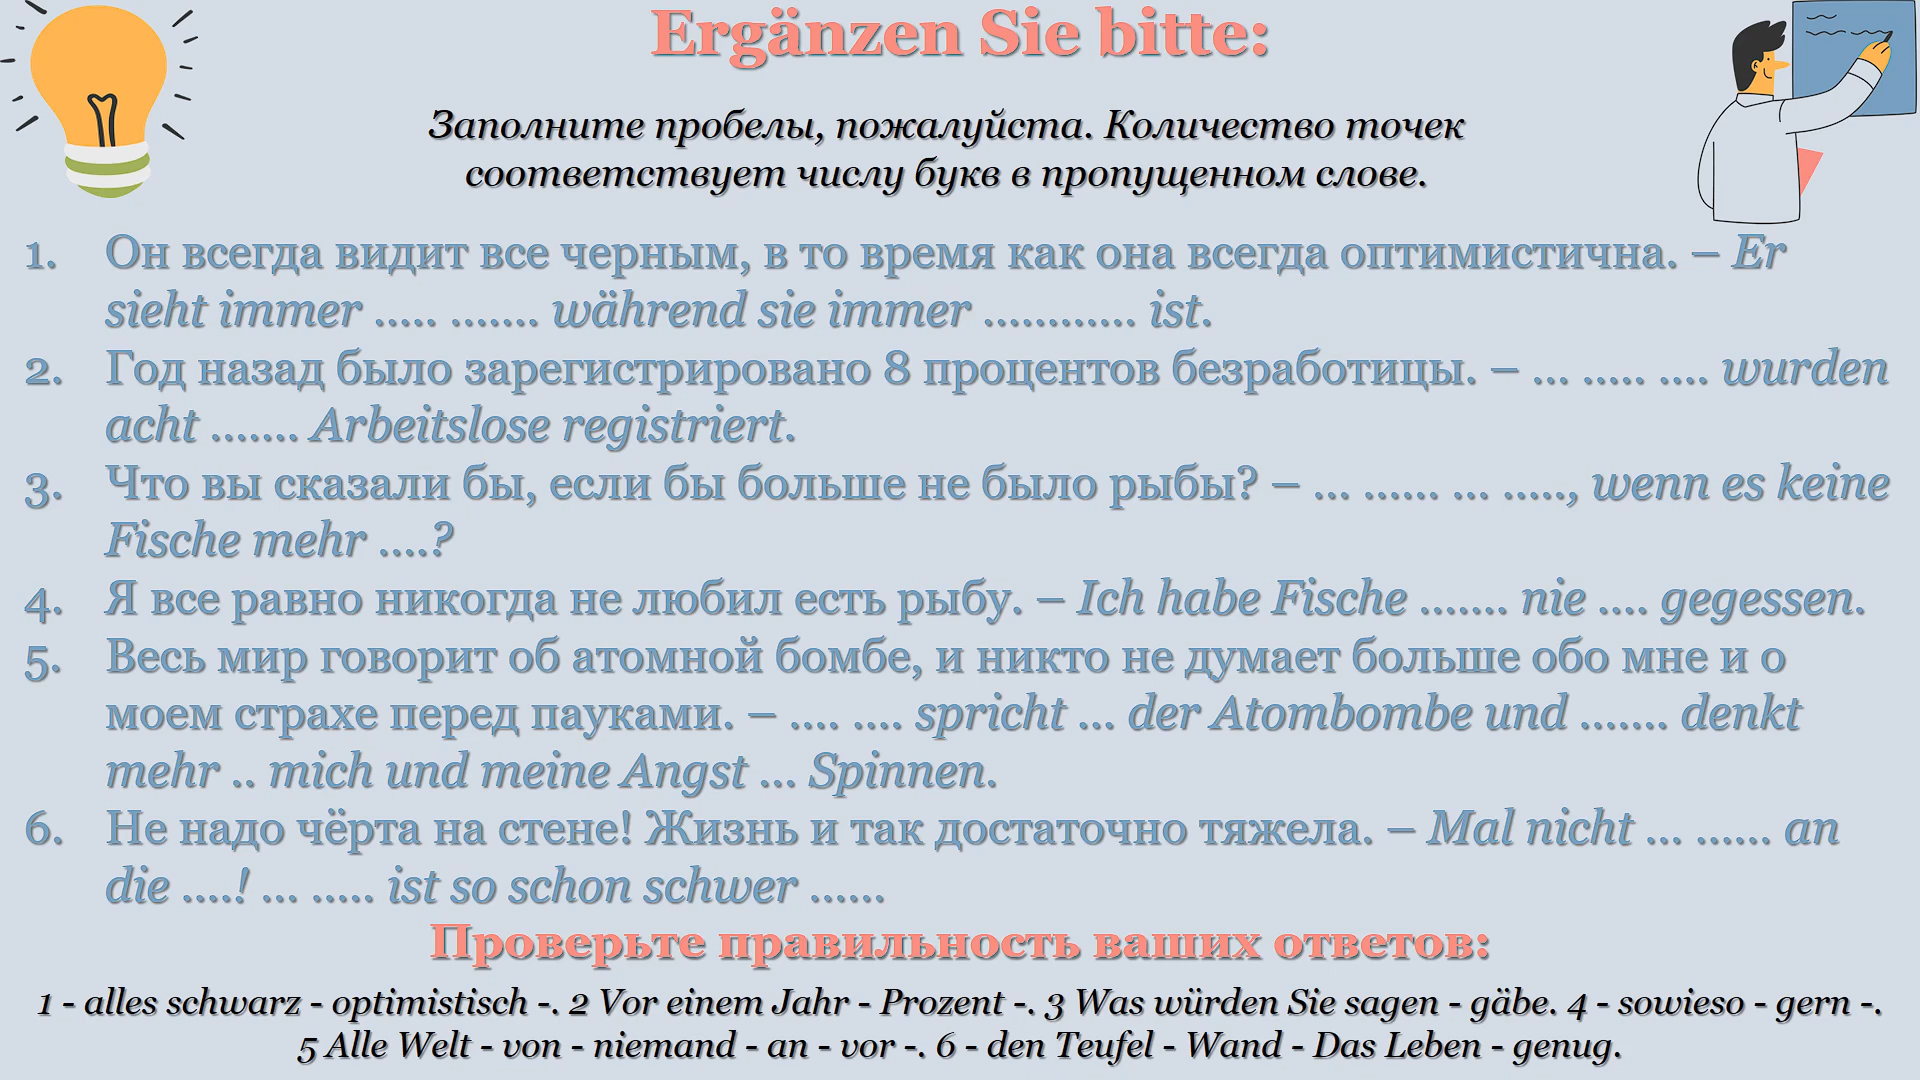 Ergänzen Sie bitte:
Заполните пробелы, пожалуйста. Количество точек
соответствует числу букв в пропущенном слове.
1. Он всегда видит все черным, в то время как она всегда оптимистична. – Er
sieht immer ..... ....... während sie immer ............ ist.
2. Год назад было зарегистрировано 8 процентов безработицы. – ... ..... .... wurden
acht ....... Arbeitslose registriert.
3. Что вы сказали бы, если бы больше не было рыбы? – ... ...... ... ....., wenn es keine
Fische mehr ....?
4. Я все равно никогда не любил есть рыбу. – Ich habe Fische ....... nie .... gegessen.
5. Весь мир говорит об атомной бомбе, и никто не думает больше обо мне и о
моем страхе перед пауками. – .... .... spricht ... der Atombombe und ....... denkt
mehr .. mich und meine Angst ... Spinnen.
6. Не надо чёрта на стене! Жизнь и так достаточно тяжела. – Mal nicht ... ...... an
die ....! ... ..... ist so schon schwer ......
Проверьте правильность ваших ответов:
1 - alles schwarz - optimistisch -. 2 Vor einem Jahr - Prozent -. 3 Was würden Sie sagen - gäbe. 4 - sowieso - gern -.
5 Alle Welt - von - niemand - an - vor -. 6 - den Teufel - Wand - Das Leben - genug.